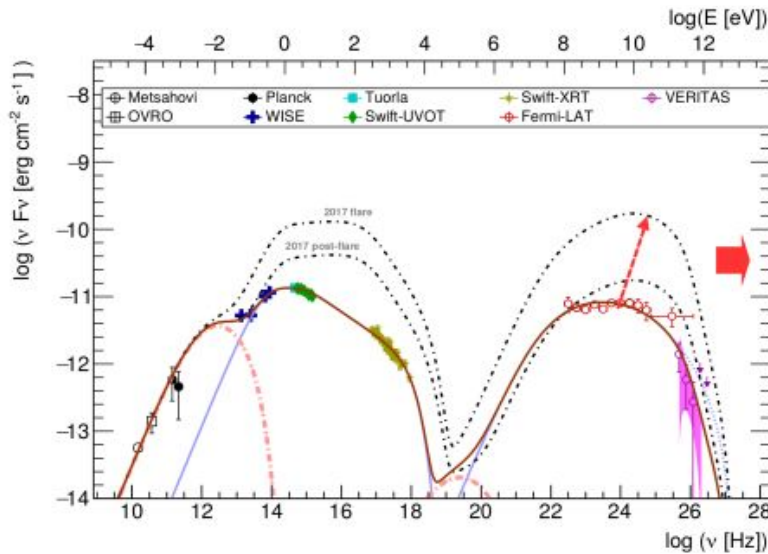 log(E [eV])
−4 −2 0 2 4 6 8 10 12
Metsahovi Planck Tuorla Swift-XRT VERITAS
OVRO WISE Swift-UVOT Fermi-LAT
2017 flare
2017 post-flare
log (ν Fν [erg cm⁻² s⁻¹])
−8
−9
−10
−11
−12
−13
−14
10 12 14 16 18 20 22 24 26 28
log (ν [Hz])